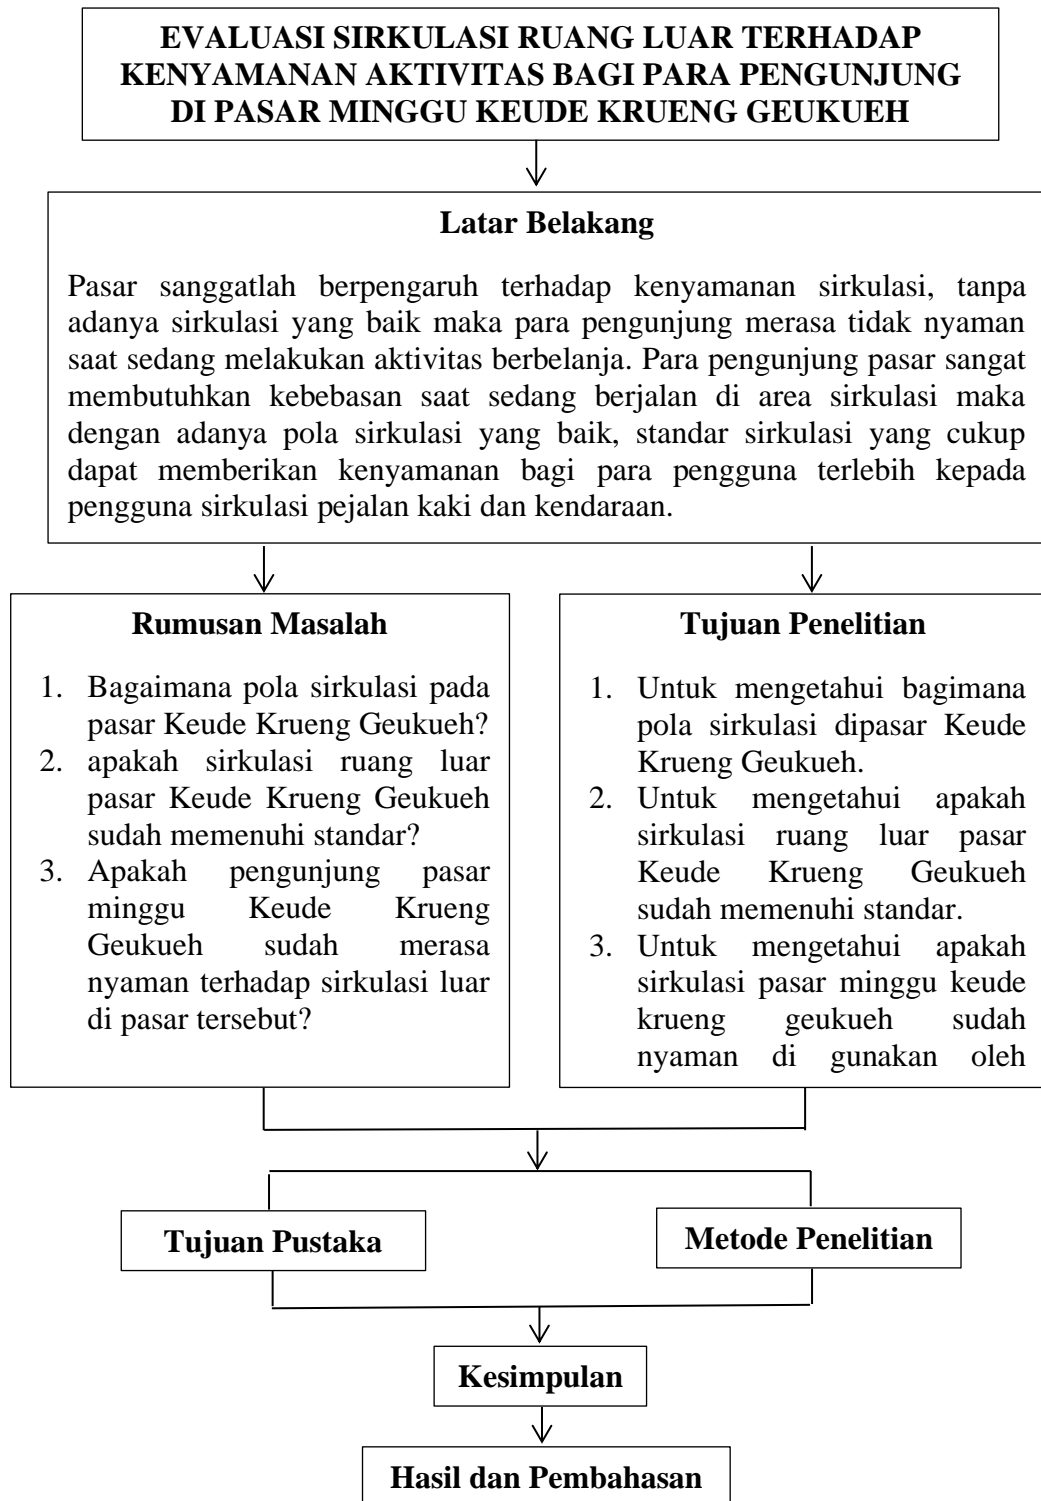 EVALUASI SIRKULASI RUANG LUAR TERHADAP
KENYAMANAN AKTIVITAS BAGI PARA PENGUNJUNG
DI PASAR MINGGU KEUDE KRUENG GEUKUEH
Latar Belakang
Pasar sanggatlah berpengaruh terhadap kenyamanan sirkulasi, tanpa
adanya sirkulasi yang baik maka para pengunjung merasa tidak nyaman
saat sedang melakukan aktivitas berbelanja. Para pengunjung pasar sangat
membutuhkan kebebasan saat sedang berjalan di area sirkulasi maka
dengan adanya pola sirkulasi yang baik, standar sirkulasi yang cukup
dapat memberikan kenyamanan bagi para pengguna terlebih kepada
pengguna sirkulasi pejalan kaki dan kendaraan.
Rumusan Masalah
1. Bagaimana pola sirkulasi pada
pasar Keude Krueng Geukueh?
2. apakah sirkulasi ruang luar
pasar Keude Krueng Geukueh
sudah memenuhi standar?
3. Apakah pengunjung pasar
minggu Keude Krueng
Geukueh sudah merasa
nyaman terhadap sirkulasi luar
di pasar tersebut?
Tujuan Penelitian
1. Untuk mengetahui bagimana
pola sirkulasi dipasar Keude
Krueng Geukueh.
2. Untuk mengetahui apakah
sirkulasi ruang luar pasar
Keude Krueng Geukueh
sudah memenuhi standar.
3. Untuk mengetahui apakah
sirkulasi pasar minggu keude
krueng geukueh sudah
nyaman di gunakan oleh
Tujuan Pustaka
Metode Penelitian
Kesimpulan
Hasil dan Pembahasan